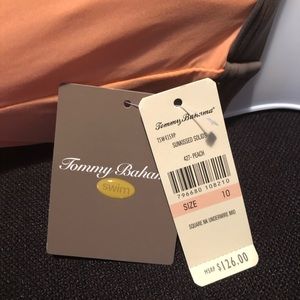 Tommy Bahama
swim
Tommy Bahama
SUNKISSED SOLIDS
427-PEACH
796680 108210
SIZE 10
SQUARE NK UNDERWIRE MIO
MSRP $126.00